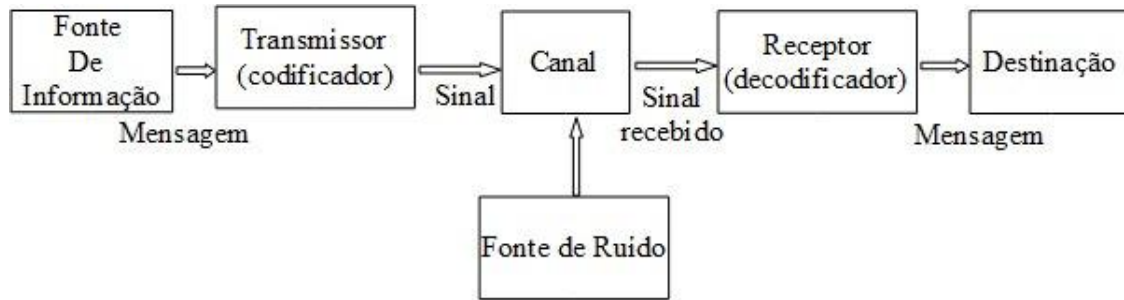 Fonte
De
Informação
Mensagem
Transmissor
(codificador)
Sinal
Canal
Sinal
recebido
Receptor
(decodificador)
Mensagem
Destinação
Fonte de Ruido